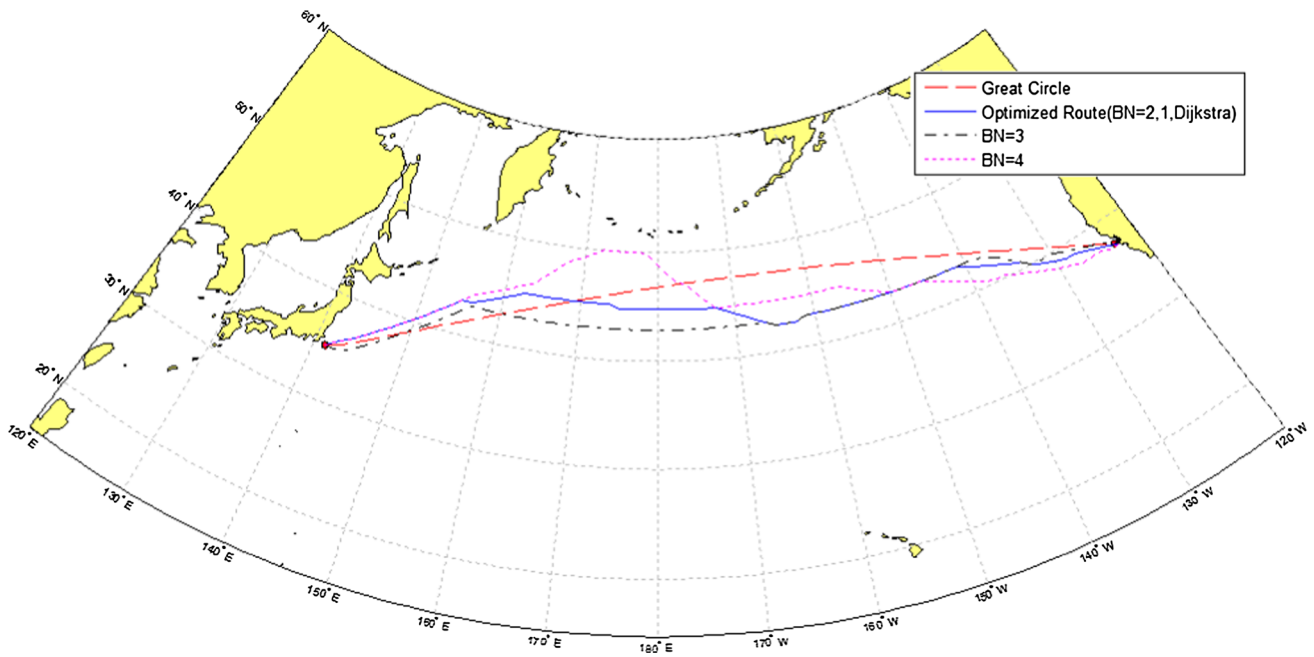 60° N
50° N
40° N
30° N
20° N
120° E
130° E
140° E
150° E
160° E
170° E
180° E
170° W
160° W
150° W
140° W
130° W
120° W
Great Circle
Optimized Route(BN=2,1,Dijkstra)
BN=3
BN=4